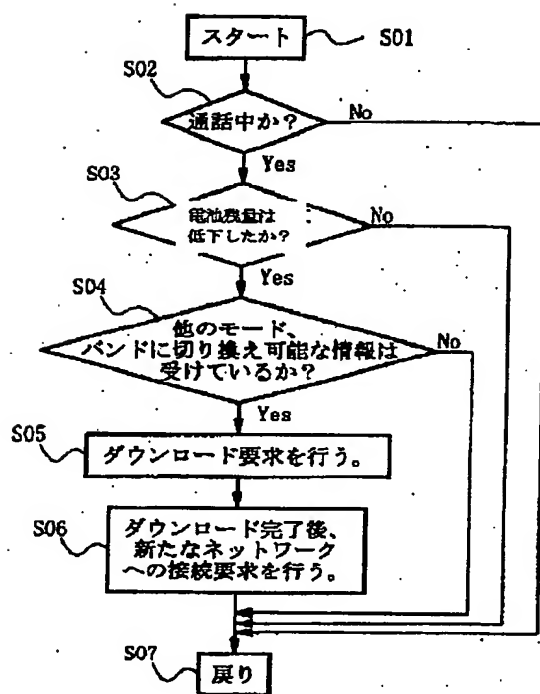 スタート
S01
S02
通話中か？
No
Yes
S03
電池残量は
低下したか？
No
Yes
S04
他のモード、
バンドに切り換え可能な情報は
受けているか？
No
Yes
S05
ダウンロード要求を行う。
S06
ダウンロード完了後、
新たなネットワーク
への接続要求を行う。
S07
戻り